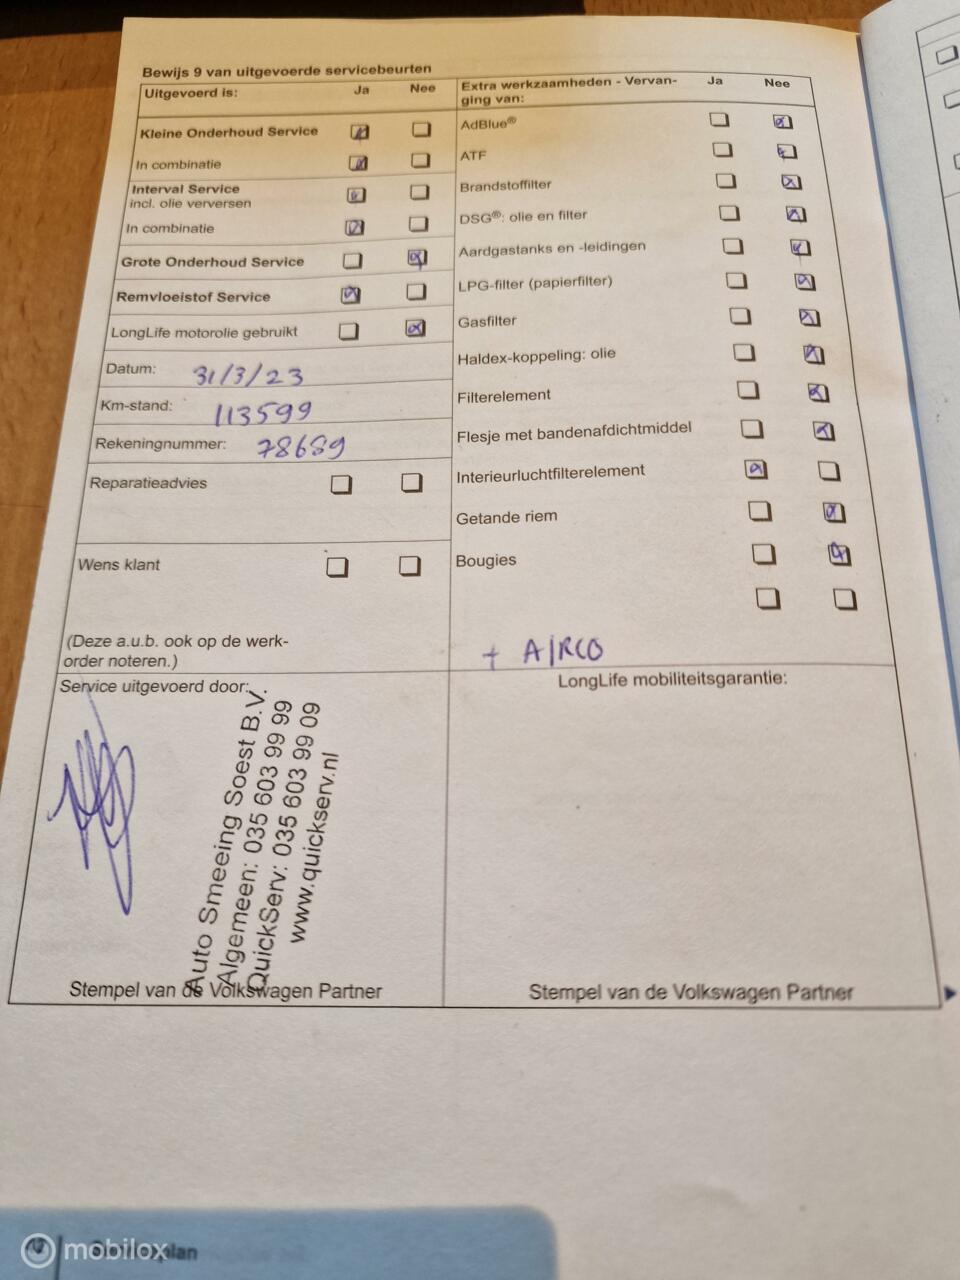 Bewijs 9 van uitgevoerde servicebeurten
Uitgevoerd is: Ja Nee
Kleine Onderhoud Service
In combinatie
Interval Service
incl. olie verversen
In combinatie
Grote Onderhoud Service
Remvloeistof Service
LongLife motorolie gebruikt
Datum: 31/3/23
Km-stand: 113599
Rekeningnummer: 78689
Reparatieadvies
Wens klant
(Deze a.u.b. ook op de werk-
order noteren.)
Extra werkzaamheden - Vervan-
ging van: Ja Nee
AdBlue®
ATF
Brandstoffilter
DSG®: olie en filter
Aardgastanks en -leidingen
LPG-filter (papierfilter)
Gasfilter
Haldex-koppeling: olie
Filterelement
Flesje met bandenafdichtmiddel
Interieurluchtfilterelement
Getande riem
Bougies
+ AIRCO
Service uitgevoerd door:
Auto Smeeing Soest B.V.
Algemeen: 035 603 99 99
QuickServ: 035 603 99 09
www.quickserv.nl
Stempel van de Volkswagen Partner
LongLife mobiliteitsgarantie:
Stempel van de Volkswagen Partner
mobilox